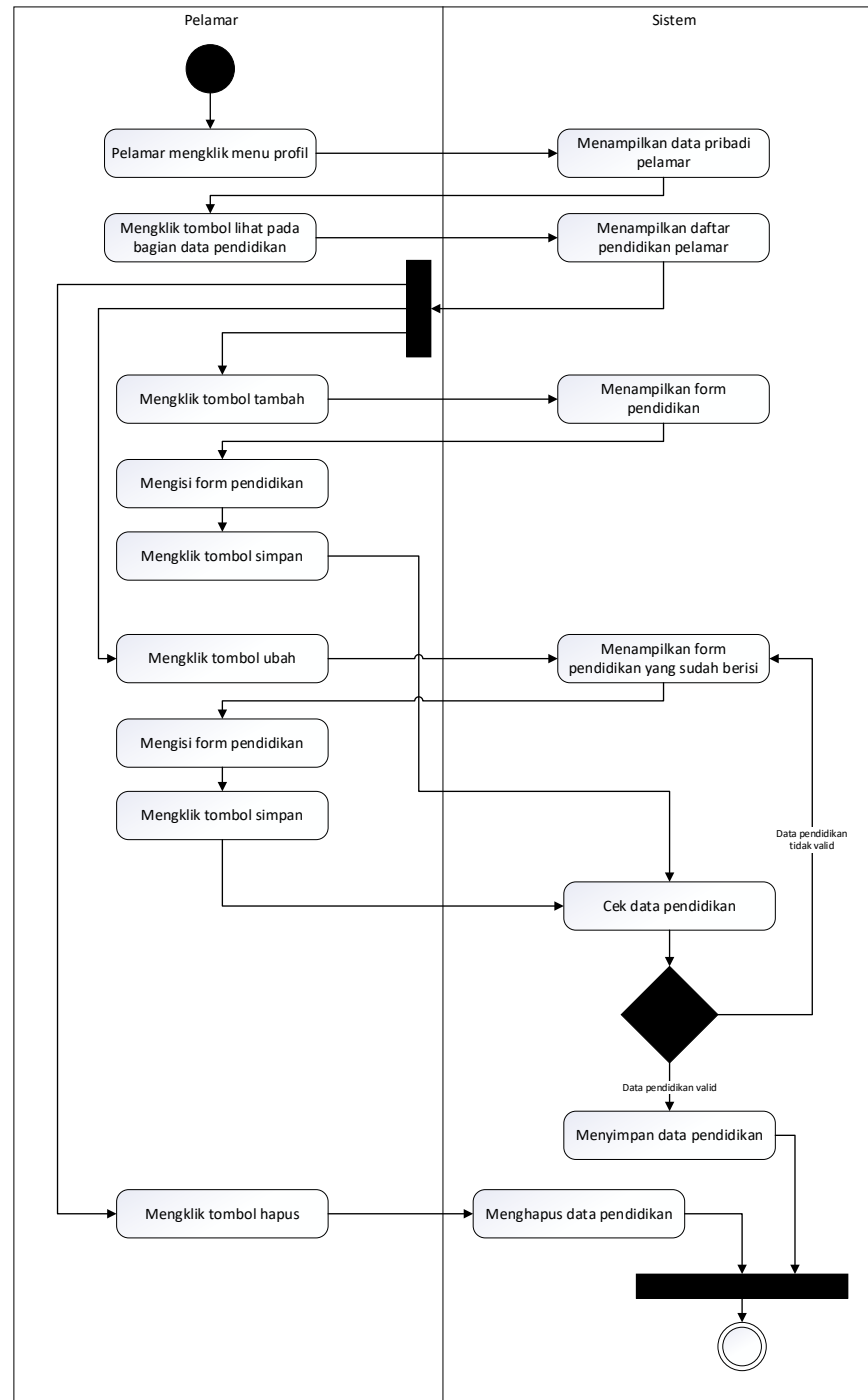 Pelamar
Sistem
Pelamar mengklik menu profil
Menampilkan data pribadi
pelamar
Mengklik tombol lihat pada
bagian data pendidikan
Menampilkan daftar
pendidikan pelamar
Mengklik tombol tambah
Menampilkan form
pendidikan
Mengisi form pendidikan
Mengklik tombol simpan
Mengklik tombol ubah
Menampilkan form
pendidikan yang sudah berisi
Mengisi form pendidikan
Mengklik tombol simpan
Data pendidikan
tidak valid
Cek data pendidikan
Data pendidikan valid
Menyimpan data pendidikan
Mengklik tombol hapus
Menghapus data pendidikan